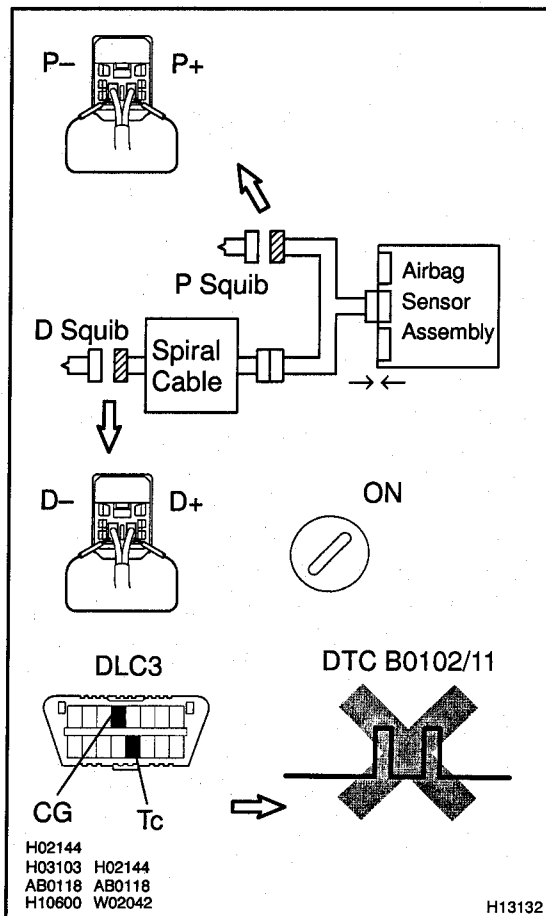 P– P+
Airbag
Sensor
Assembly
P Squib
D Squib
Spiral
Cable
D– D+
ON
DLC3
DTC B0102/11
CG
Tc
H02144
H03103 H02144
AB0118 AB0118
H10600 W02042
H13132